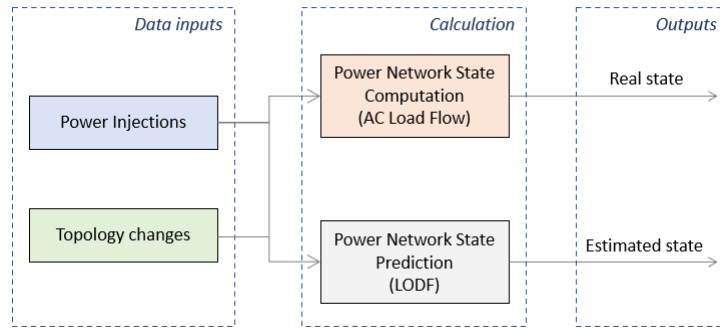 Data inputs
Calculation
Outputs
Power Injections
Topology changes
Power Network State
Computation
(AC Load Flow)
Power Network State
Prediction
(LODF)
Real state
Estimated state